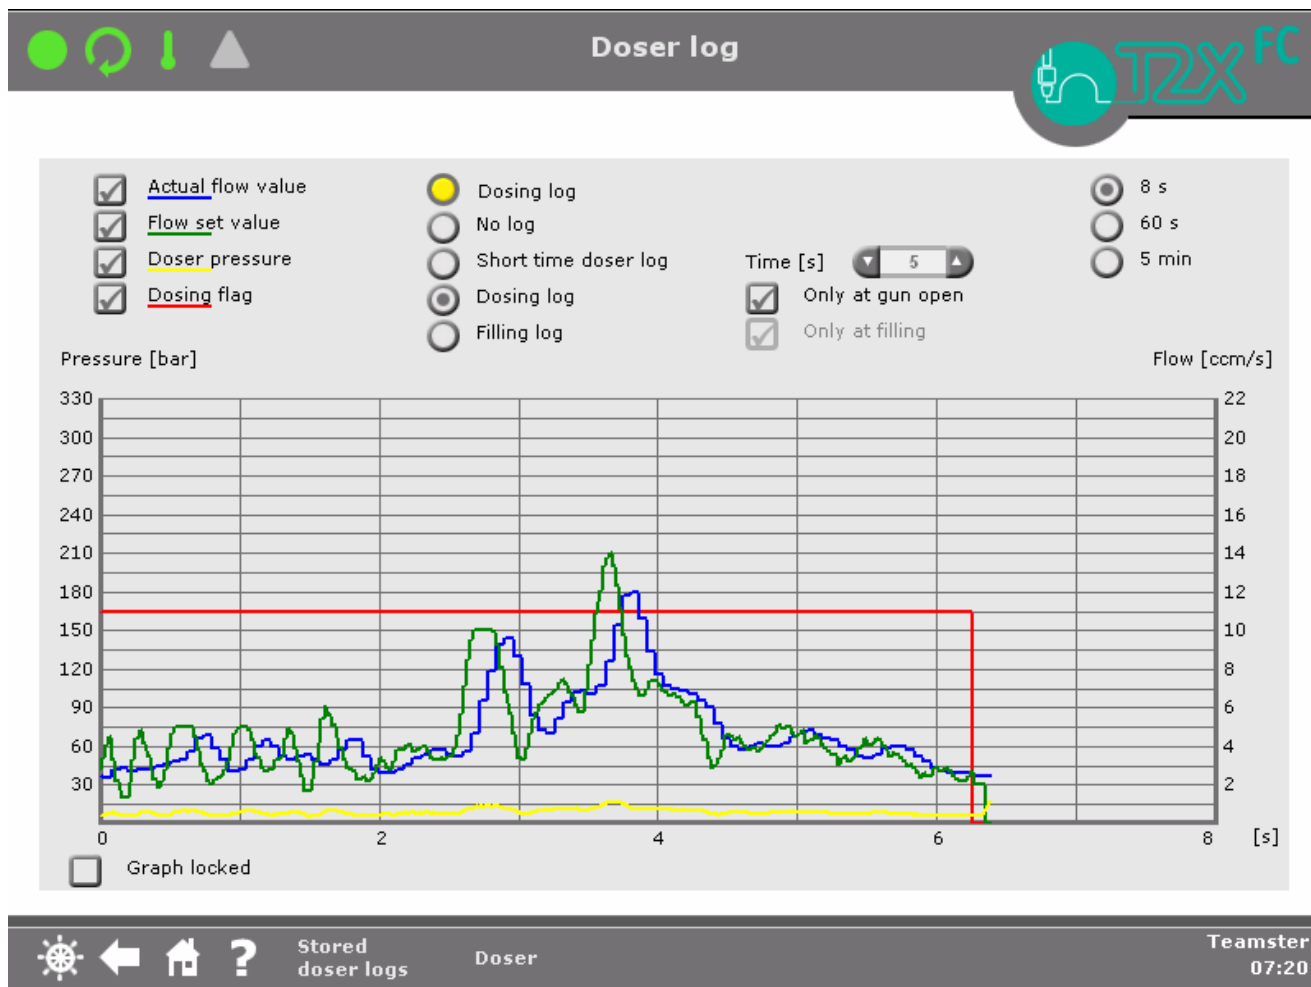 Doser log
T2X FC
Actual flow value
Flow set value
Doser pressure
Dosing flag
Dosing log
No log
Short time doser log
Dosing log
Filling log
Time [s] 5
Only at gun open
Only at filling
8 s
60 s
5 min
Pressure [bar]
Flow [ccm/s]
330
300
270
240
210
180
150
120
90
60
30
22
20
18
16
14
12
10
8
6
4
2
0 2 4 6 8 [s]
Graph locked
?
Stored
doser logs
Doser
Teamster
07:20